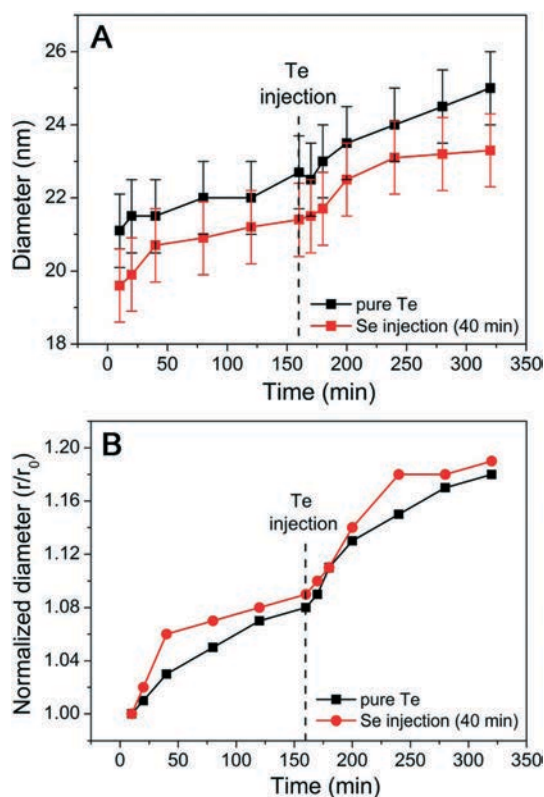 A
26
24
22
20
18
Diameter (nm)
Te
injection
pure Te
Se injection (40 min)
0 50 100 150 200 250 300 350
Time (min)
B
1.20
1.16
1.12
1.08
1.04
1.00
Normalized diameter (r/r₀)
Te
injection
pure Te
Se injection (40 min)
0 50 100 150 200 250 300 350
Time (min)